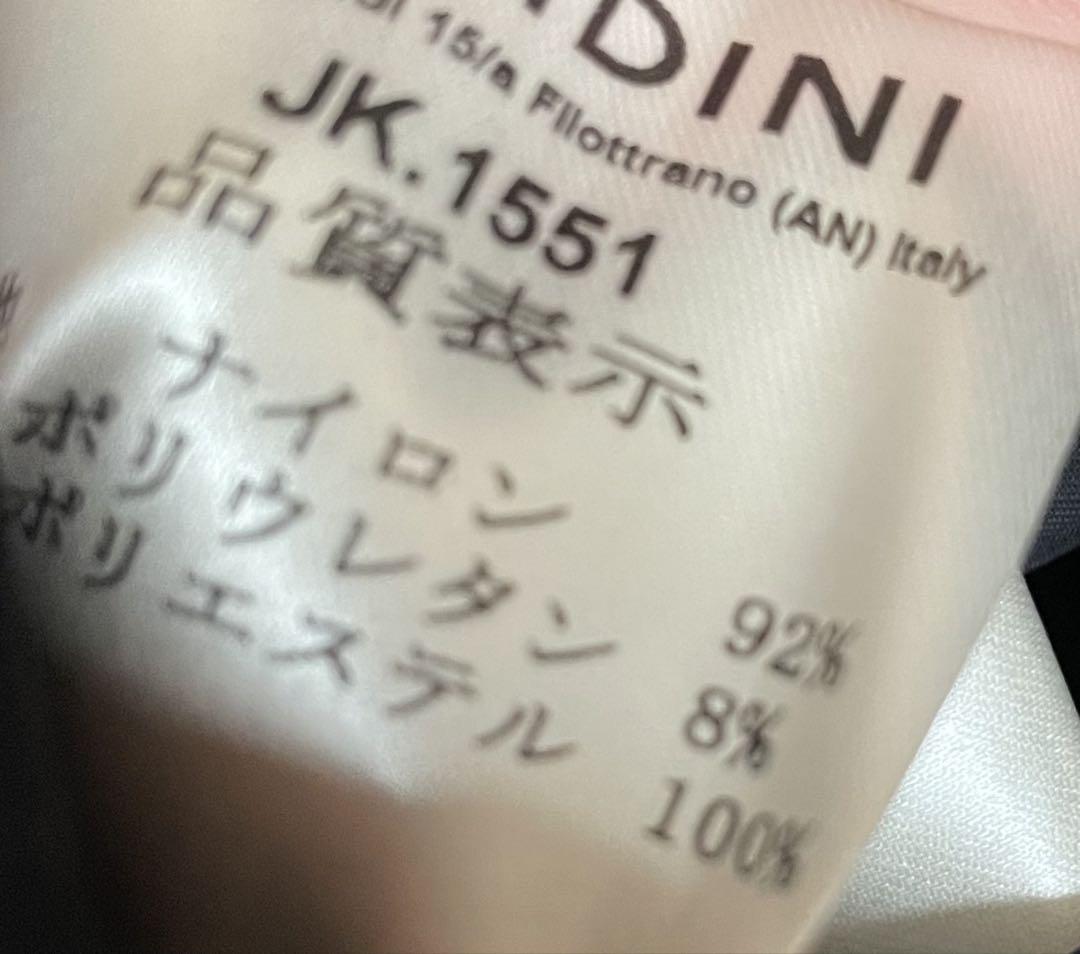 DINI
15/a Filottrano (AN) Italy
JK.1551
品質表示
ナイロン 92%
ポリウレタン 8%
ポリエステル 100%